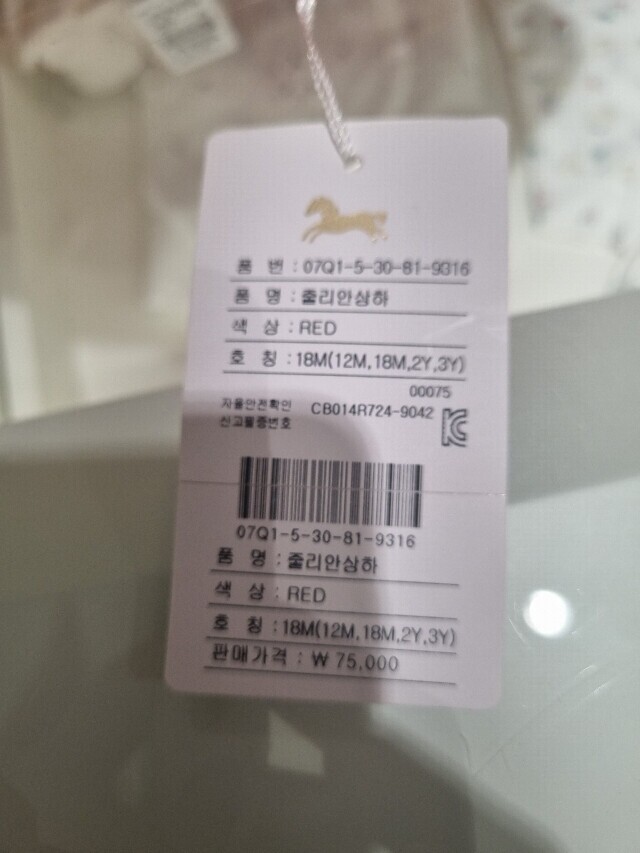 품 번 : 07Q1-5-30-81-9316
품 명 : 줄리안상하
색 상 : RED
호 칭 : 18M(12M,18M,2Y,3Y)
00075
자율안전확인
신고필증번호 CB014R724-9042
07Q1-5-30-81-9316
품 명 : 줄리안상하
색 상 : RED
호 칭 : 18M(12M,18M,2Y,3Y)
판매가격 : ₩ 75,000